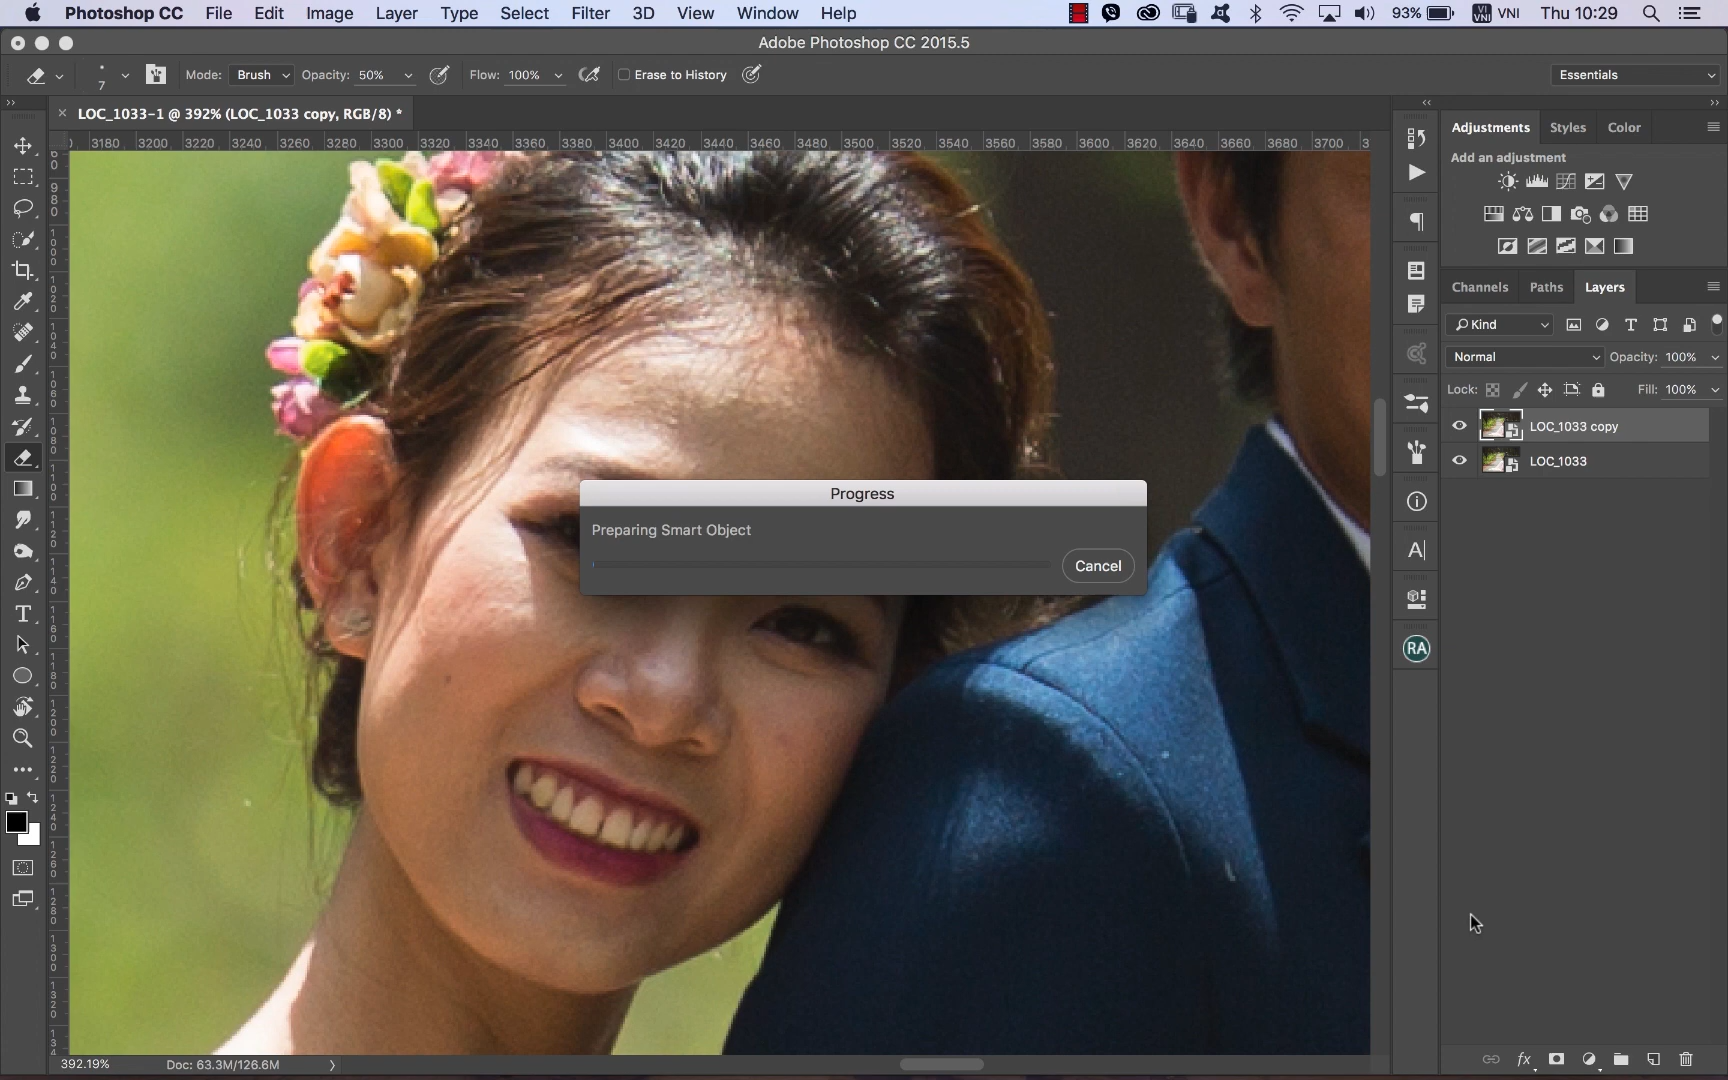 Photoshop CC File Edit Image Layer Type Select Filter 3D View Window Help 93% VNI Thu 10:29
Adobe Photoshop CC 2015.5
7 Mode: Brush Opacity: 50% Flow: 100% Erase to History Essentials
LOC_1033-1 @ 392% (LOC_1033 copy, RGB/8) *
3180 3200 3220 3240 3260 3280 3300 3320 3340 3360 3380 3400 3420 3440 3460 3480 3500 3520 3540 3560 3580 3600 3620 3640 3660 3680 3700 3
Adjustments Styles Color
Add an adjustment
Channels Paths Layers
Kind
Normal Opacity: 100%
Lock: Fill: 100%
LOC_1033 copy
LOC_1033
Progress
Preparing Smart Object
Cancel
A|
RA
392.19% Doc: 63.3M/126.6M
fx